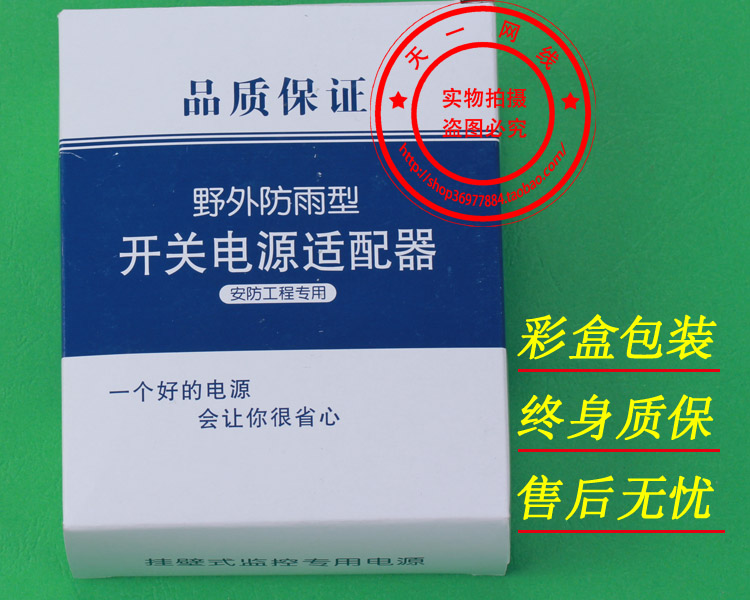 品质保证
天一网线
实物拍摄
盗图必究
http://shop36977884.taobao.com/
野外防雨型
开关电源适配器
安防工程专用
一个好的电源
会让你很省心
彩盒包装
终身质保
售后无忧
挂壁式监控专用电源